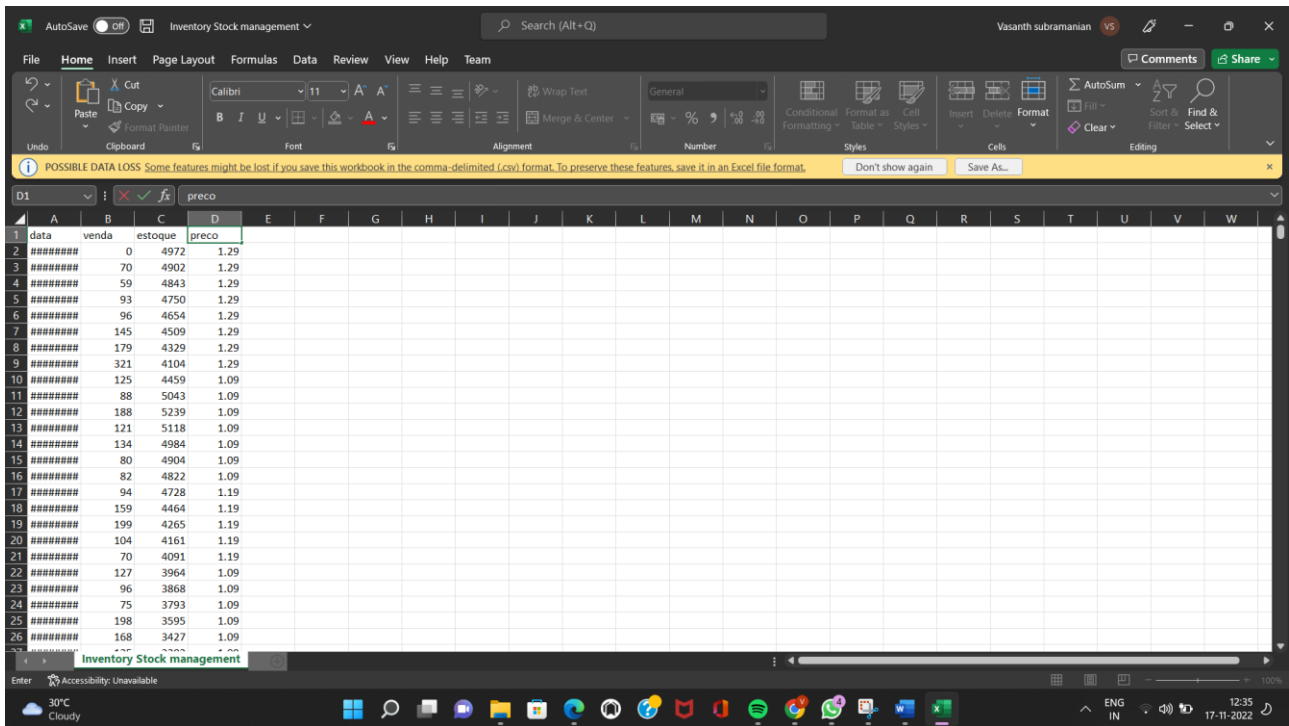 AutoSave Off Inventory Stock management Search (Alt+Q) Vasanth subramanian VS
File Home Insert Page Layout Formulas Data Review View Help Team Comments Share
Cut Calibri 11 A^ A˅ Wrap Text General AutoSum
Paste Copy Conditional Format as Cell Insert Delete Format Fill Sort & Find &
Format Painter B I U A Merge & Center % 9 Formatting Table Styles Clear Filter Select
Undo Clipboard Font Alignment Number Styles Cells Editing
POSSIBLE DATA LOSS Some features might be lost if you save this workbook in the comma-delimited (.csv) format. To preserve these features, save it in an Excel file format. Don't show again Save As...
D1 fx preco
A B C D E F G H I J K L M N O P Q R S T U V W
1 data venda estoque preco
2 ######## 0 4972 1.29
3 ######## 70 4902 1.29
4 ######## 59 4843 1.29
5 ######## 93 4750 1.29
6 ######## 96 4654 1.29
7 ######## 145 4509 1.29
8 ######## 179 4329 1.29
9 ######## 321 4104 1.29
10 ######## 125 4459 1.09
11 ######## 88 5043 1.09
12 ######## 188 5239 1.09
13 ######## 121 5118 1.09
14 ######## 134 4984 1.09
15 ######## 80 4904 1.09
16 ######## 82 4822 1.09
17 ######## 94 4728 1.19
18 ######## 159 4464 1.19
19 ######## 199 4265 1.19
20 ######## 104 4161 1.19
21 ######## 70 4091 1.19
22 ######## 127 3964 1.09
23 ######## 96 3868 1.09
24 ######## 75 3793 1.09
25 ######## 198 3595 1.09
26 ######## 168 3427 1.09
Inventory Stock management
Enter Accessibility: Unavailable 100%
30°C ENG 12:35
Cloudy IN 17-11-2022